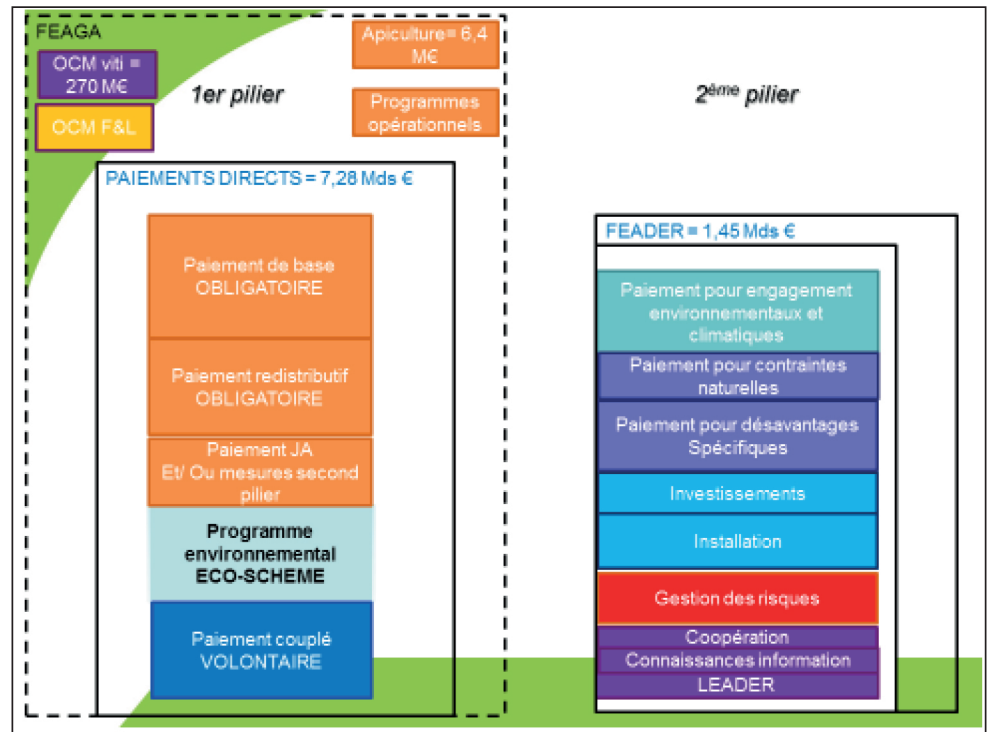 FEAGA
OCM viti =
270 M€
OCM F&L
1er pilier
Apiculture= 6,4
M€
Programmes
opérationnels
PAIEMENTS DIRECTS = 7,28 Mds €
Paiement de base
OBLIGATOIRE
Paiement redistributif
OBLIGATOIRE
Paiement JA
Et/ Ou mesures second
pilier
Programme
environnemental
ECO-SCHEME
Paiement couplé
VOLONTAIRE
2ème pilier
FEADER = 1,45 Mds €
Paiement pour engagement
environnementaux et
climatiques
Paiement pour contraintes
naturelles
Paiement pour désavantages
Spécifiques
Investissements
Installation
Gestion des risques
Coopération
Connaissances information
LEADER